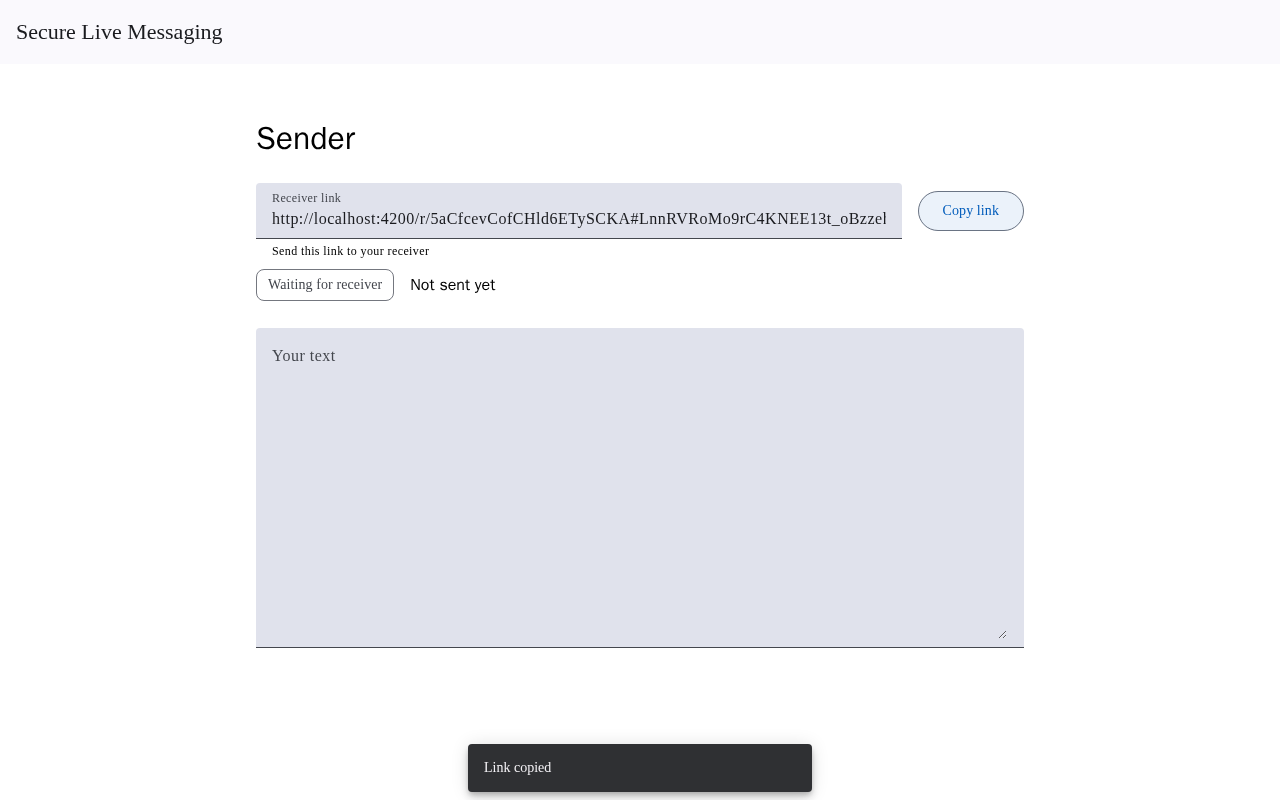 Secure Live Messaging
Sender
Receiver link
http://localhost:4200/r/5aCfcevCofCHld6ETySCKA#LnnRVRoMo9rC4KNEE13t_oBzzel
Copy link
Send this link to your receiver
Waiting for receiver
Not sent yet
Your text
Link copied